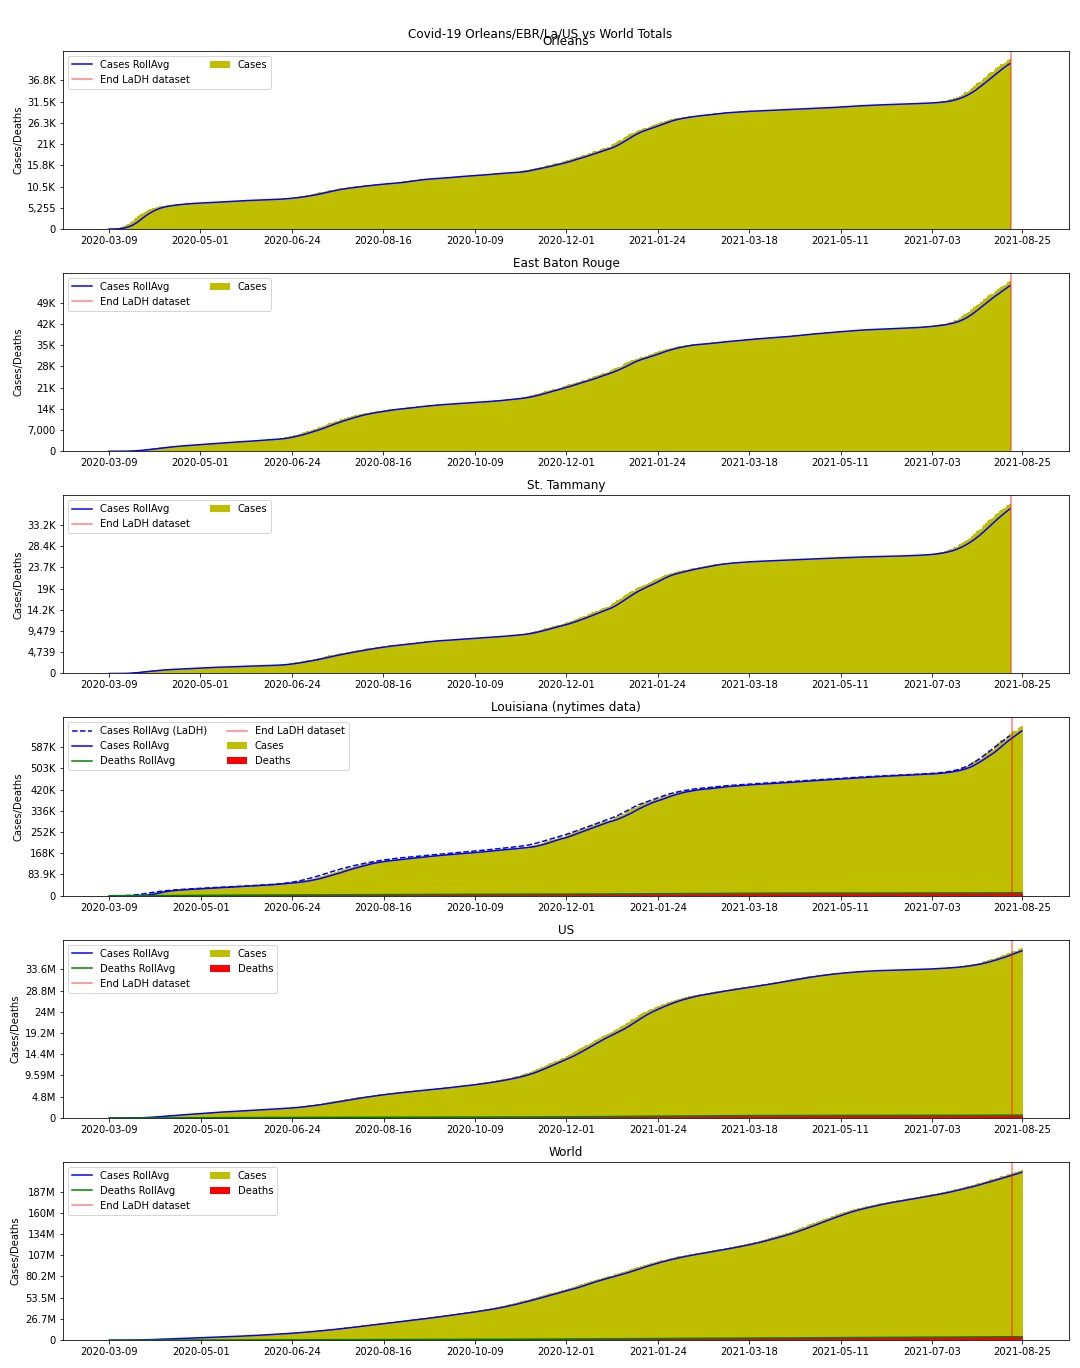 Covid-19 Orleans/EBR/La/US vs World Totals
Orleans
Cases RollAvg
End LaDH dataset
Cases
Cases/Deaths
36.8K
31.5K
26.3K
21K
15.8K
10.5K
5,255
0
2020-03-09 2020-05-01 2020-06-24 2020-08-16 2020-10-09 2020-12-01 2021-01-24 2021-03-18 2021-05-11 2021-07-03 2021-08-25
East Baton Rouge
Cases RollAvg
End LaDH dataset
Cases
Cases/Deaths
49K
42K
35K
28K
21K
14K
7,000
0
2020-03-09 2020-05-01 2020-06-24 2020-08-16 2020-10-09 2020-12-01 2021-01-24 2021-03-18 2021-05-11 2021-07-03 2021-08-25
St. Tammany
Cases RollAvg
End LaDH dataset
Cases
Cases/Deaths
33.2K
28.4K
23.7K
19K
14.2K
9,479
4,739
0
2020-03-09 2020-05-01 2020-06-24 2020-08-16 2020-10-09 2020-12-01 2021-01-24 2021-03-18 2021-05-11 2021-07-03 2021-08-25
Louisiana (nytimes data)
Cases RollAvg (LaDH)
Cases RollAvg
Deaths RollAvg
End LaDH dataset
Cases
Deaths
Cases/Deaths
587K
503K
420K
336K
252K
168K
83.9K
0
2020-03-09 2020-05-01 2020-06-24 2020-08-16 2020-10-09 2020-12-01 2021-01-24 2021-03-18 2021-05-11 2021-07-03 2021-08-25
US
Cases RollAvg
Deaths RollAvg
End LaDH dataset
Cases
Deaths
Cases/Deaths
33.6M
28.8M
24M
19.2M
14.4M
9.59M
4.8M
0
2020-03-09 2020-05-01 2020-06-24 2020-08-16 2020-10-09 2020-12-01 2021-01-24 2021-03-18 2021-05-11 2021-07-03 2021-08-25
World
Cases RollAvg
Deaths RollAvg
End LaDH dataset
Cases
Deaths
Cases/Deaths
187M
160M
134M
107M
80.2M
53.5M
26.7M
0
2020-03-09 2020-05-01 2020-06-24 2020-08-16 2020-10-09 2020-12-01 2021-01-24 2021-03-18 2021-05-11 2021-07-03 2021-08-25